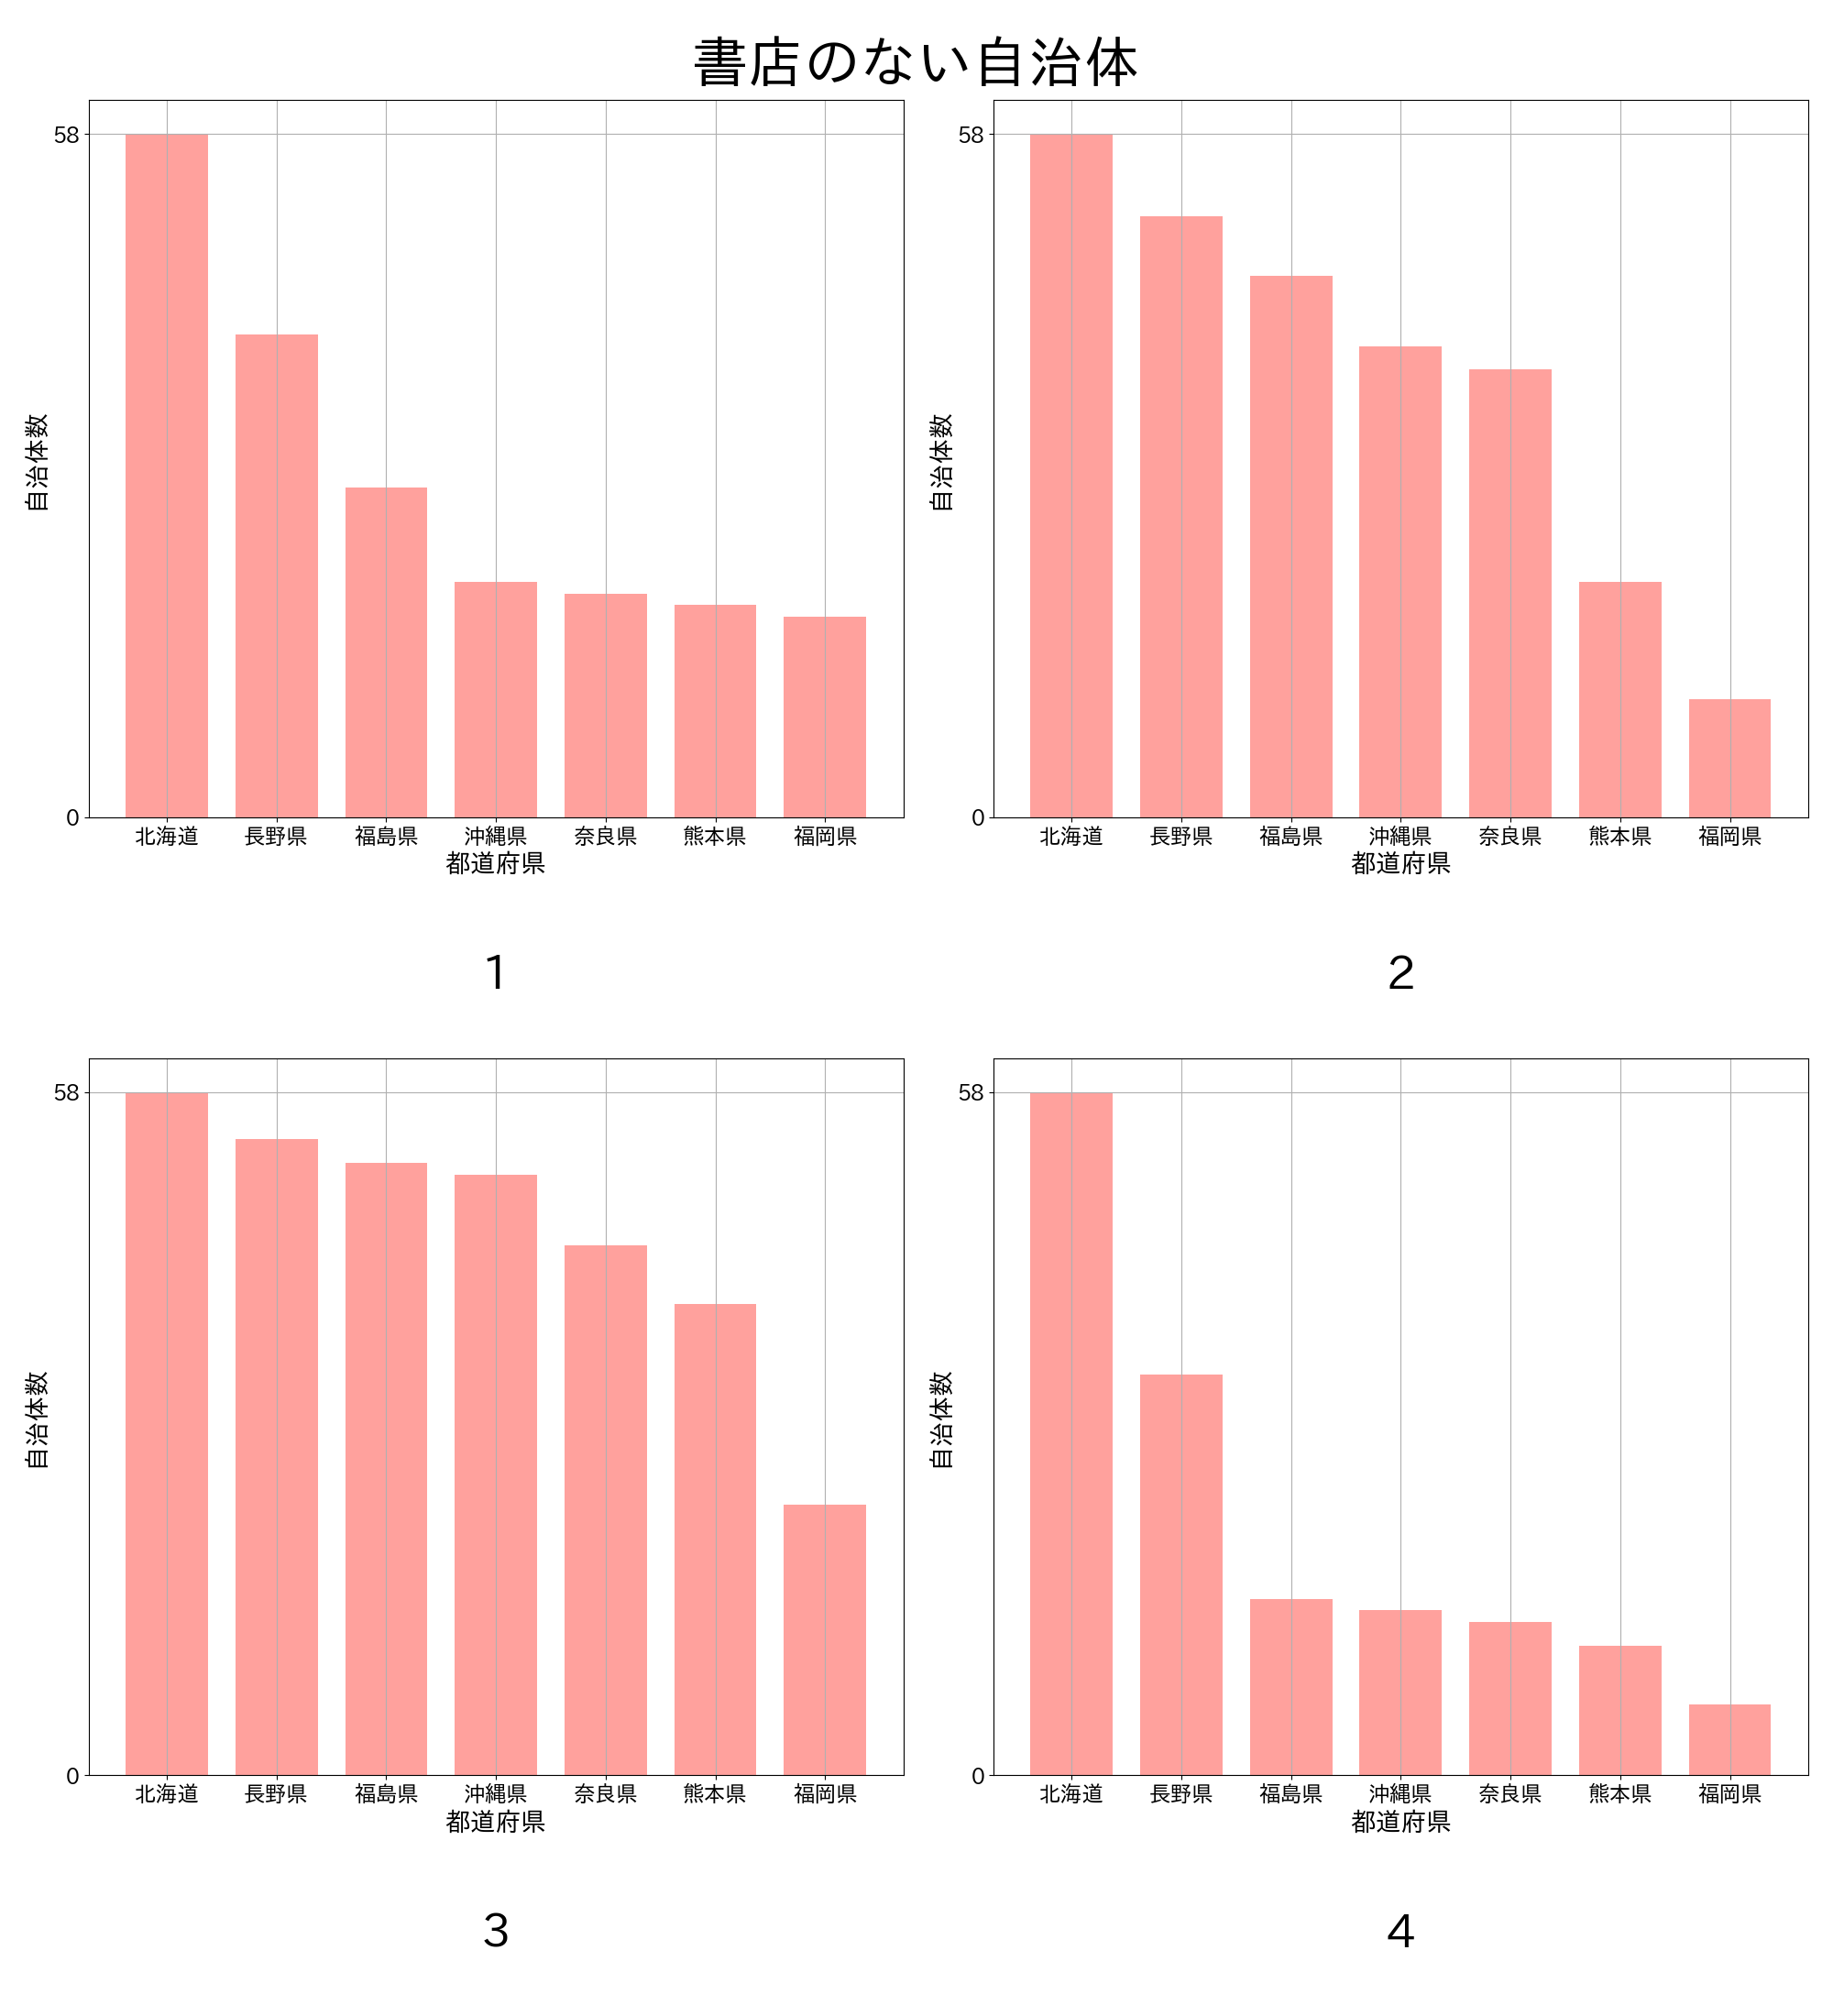 書店のない自治体
58
0
自治体数
北海道 長野県 福島県 沖縄県 奈良県 熊本県 福岡県
都道府県
1
58
0
自治体数
北海道 長野県 福島県 沖縄県 奈良県 熊本県 福岡県
都道府県
2
58
0
自治体数
北海道 長野県 福島県 沖縄県 奈良県 熊本県 福岡県
都道府県
3
58
0
自治体数
北海道 長野県 福島県 沖縄県 奈良県 熊本県 福岡県
都道府県
4